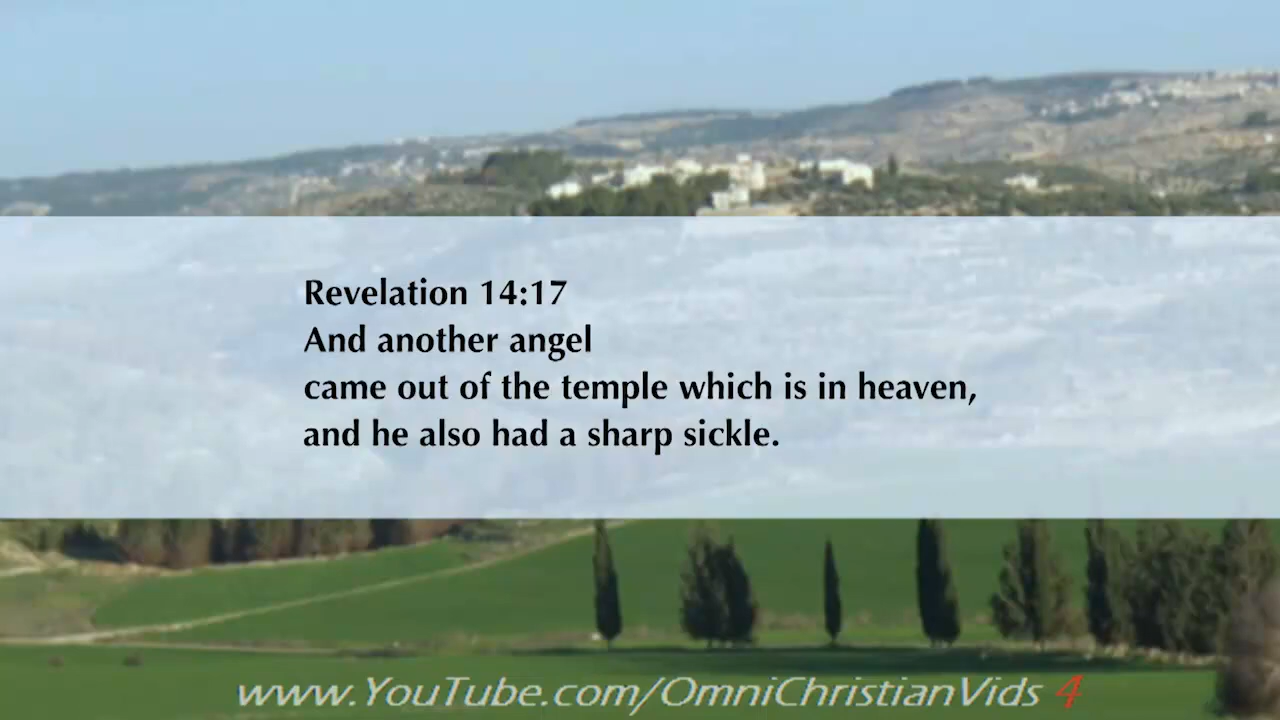 Revelation 14:17
And another angel
came out of the temple which is in heaven,
and he also had a sharp sickle.
www.YouTube.com/OmniChristianVids 4